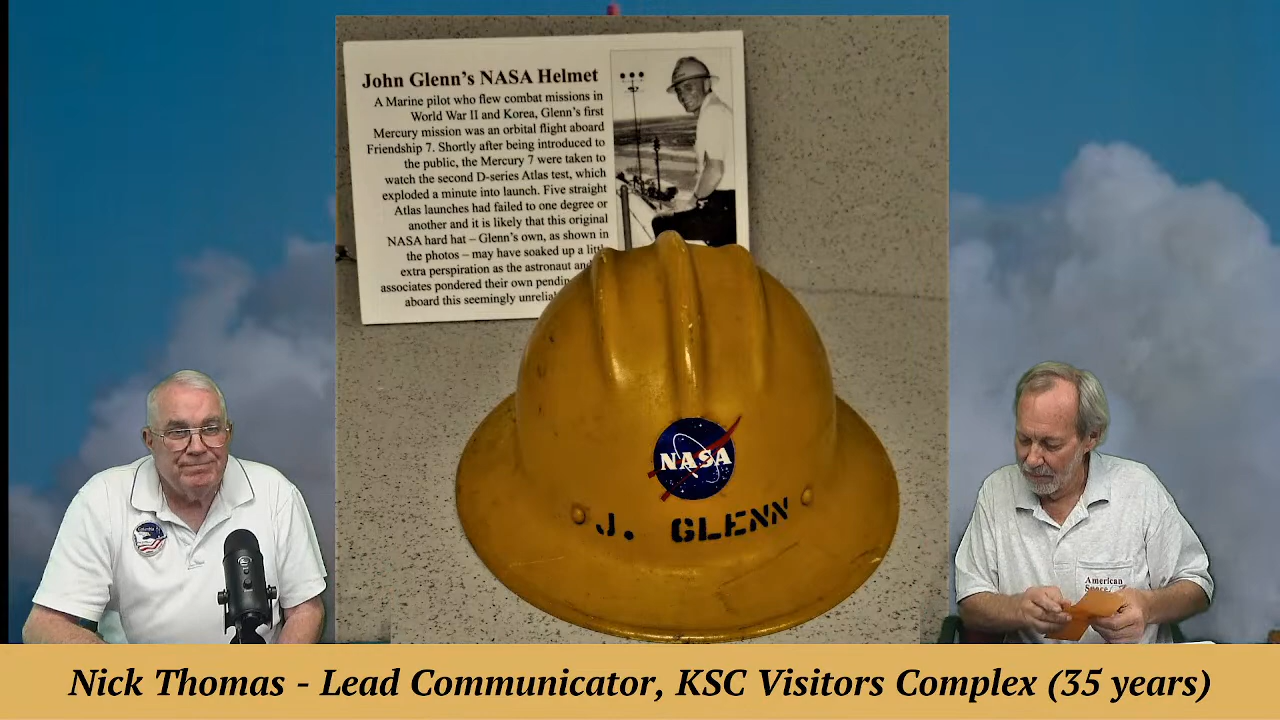 John Glenn's NASA Helmet
A Marine pilot who flew combat missions in
World War II and Korea, Glenn's first
Mercury mission was an orbital flight aboard
Friendship 7. Shortly after being introduced to
the public, the Mercury 7 were taken to
watch the second D-series Atlas test, which
exploded a minute into launch. Five straight
Atlas launches had failed to one degree or
another and it is likely that this original
NASA hard hat – Glenn's own, as shown in
the photos – may have soaked up a
extra perspiration as the astronaut
associates pondered their own
aboard this seemingly
NASA
J. GLENN
Columbia
American
Nick Thomas - Lead Communicator, KSC Visitors Complex (35 years)